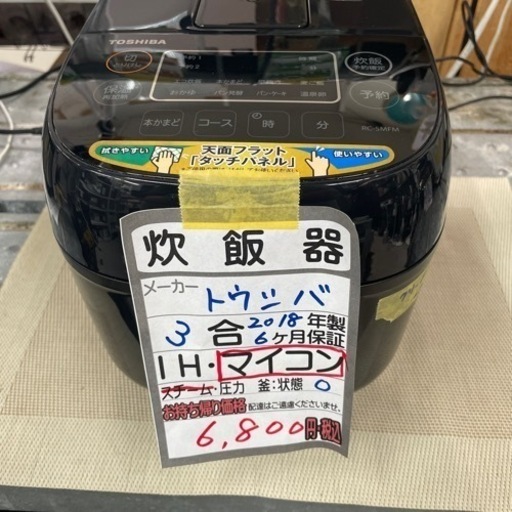 TOSHIBA
切
炊飯
保温
予約
おかゆ パン発酵 パンケーキ 温泉卵
本かまど コース 時 分
RC-5MFM
拭きやすい 天面フラット 使いやすい
「タッチパネル」
炊飯器
メーカー トウシバ
3合 2018年製
6ヶ月保証
IH・マイコン
スチーム・圧力 釜:状態 O
お持ち帰り価格 配達はご遠慮くださいませ。
6,800円・税込